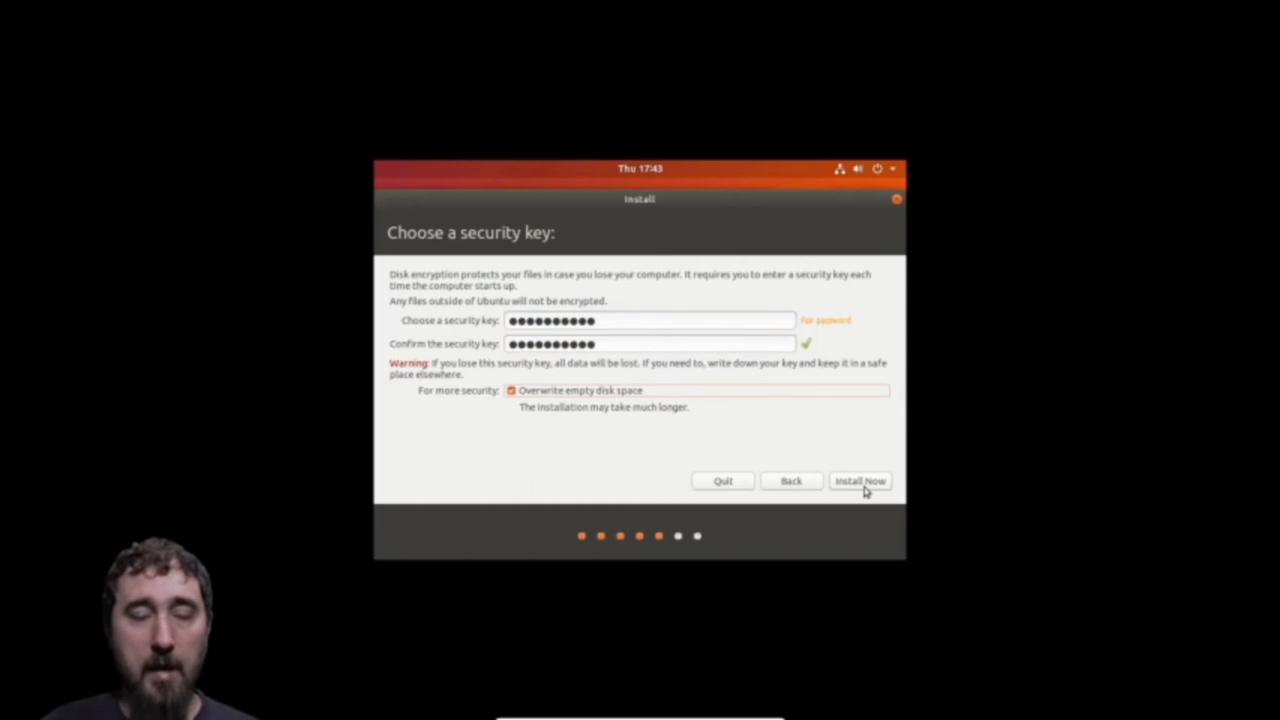 Thu 17:43
Install
Choose a security key:
Disk encryption protects your files in case you lose your computer. It requires you to enter a security key each
time the computer starts up.
Any files outside of Ubuntu will not be encrypted.
Choose a security key: ●●●●●●●●●● Fair password
Confirm the security key: ●●●●●●●●●●
Warning: If you lose this security key, all data will be lost. If you need to, write down your key and keep it in a safe
place elsewhere.
For more security: Overwrite empty disk space
The installation may take much longer.
Quit Back Install Now